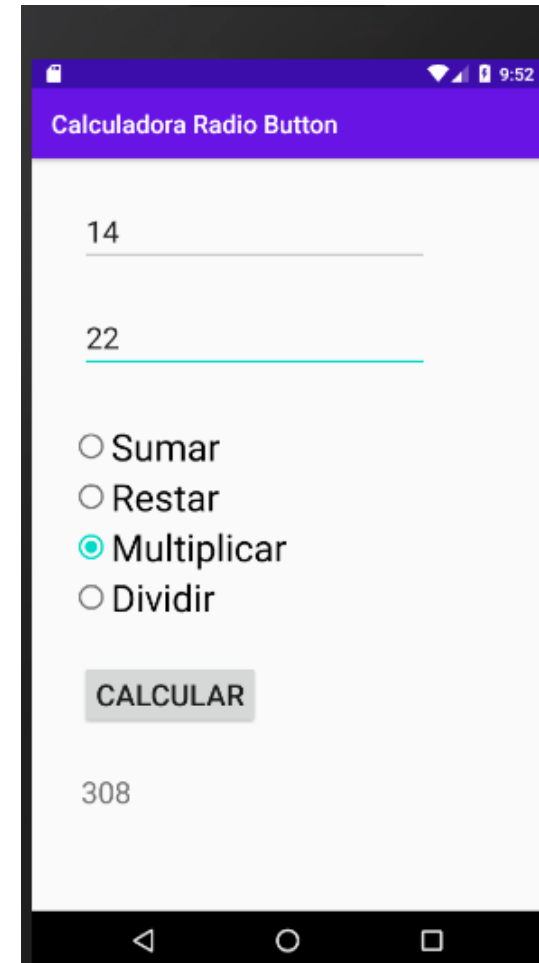 9:52
Calculadora Radio Button
14
22
Sumar
Restar
Multiplicar
Dividir
CALCULAR
308